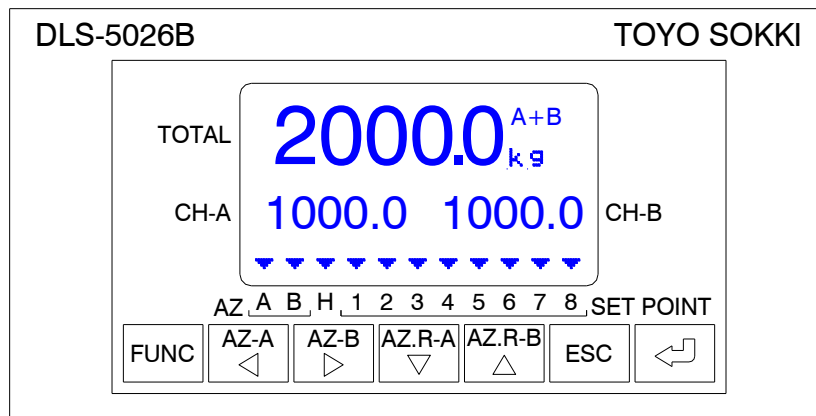 DLS-5026B TOYO SOKKI
TOTAL 2000.0 A+B
kg
CH-A 1000.0 1000.0 CH-B
AZ A B H 1 2 3 4 5 6 7 8 SET POINT
FUNC AZ-A AZ-B AZ.R-A AZ.R-B ESC